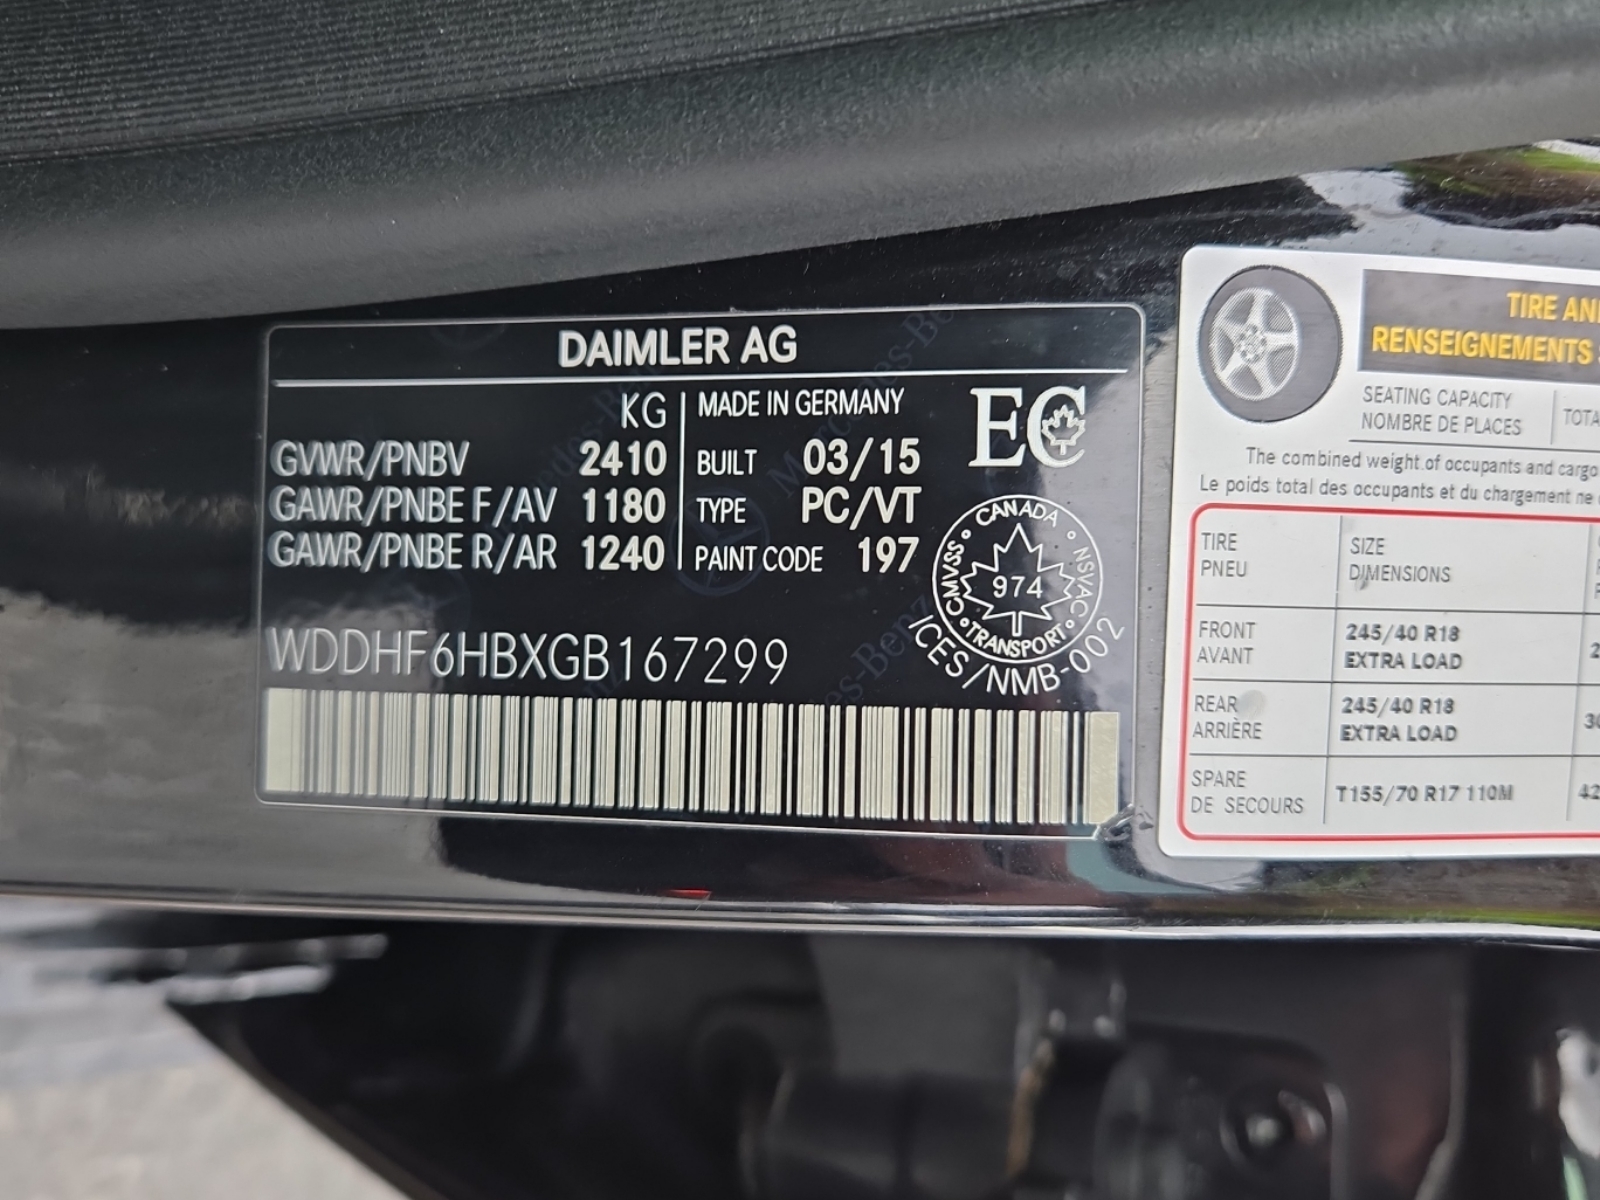 DAIMLER AG
KG
GVWR/PNBV 2410
GAWR/PNBE F/AV 1180
GAWR/PNBE R/AR 1240
MADE IN GERMANY
BUILT 03/15
TYPE PC/VT
PAINT CODE 197
EC
CANADA
CMVSS 974 NSVAC
TRANSPORT
ICES/NMB-002
WDDHF6HBXGB167299
TIRE AN
RENSEIGNEMENTS
SEATING CAPACITY
NOMBRE DE PLACES
TOTA
The combined weight of occupants and cargo
Le poids total des occupants et du chargement ne
TIRE
PNEU
SIZE
DIMENSIONS
FRONT
AVANT
245/40 R18
EXTRA LOAD
2
REAR
ARRIÈRE
245/40 R18
EXTRA LOAD
30
SPARE
DE SECOURS
T155/70 R17 110M
42